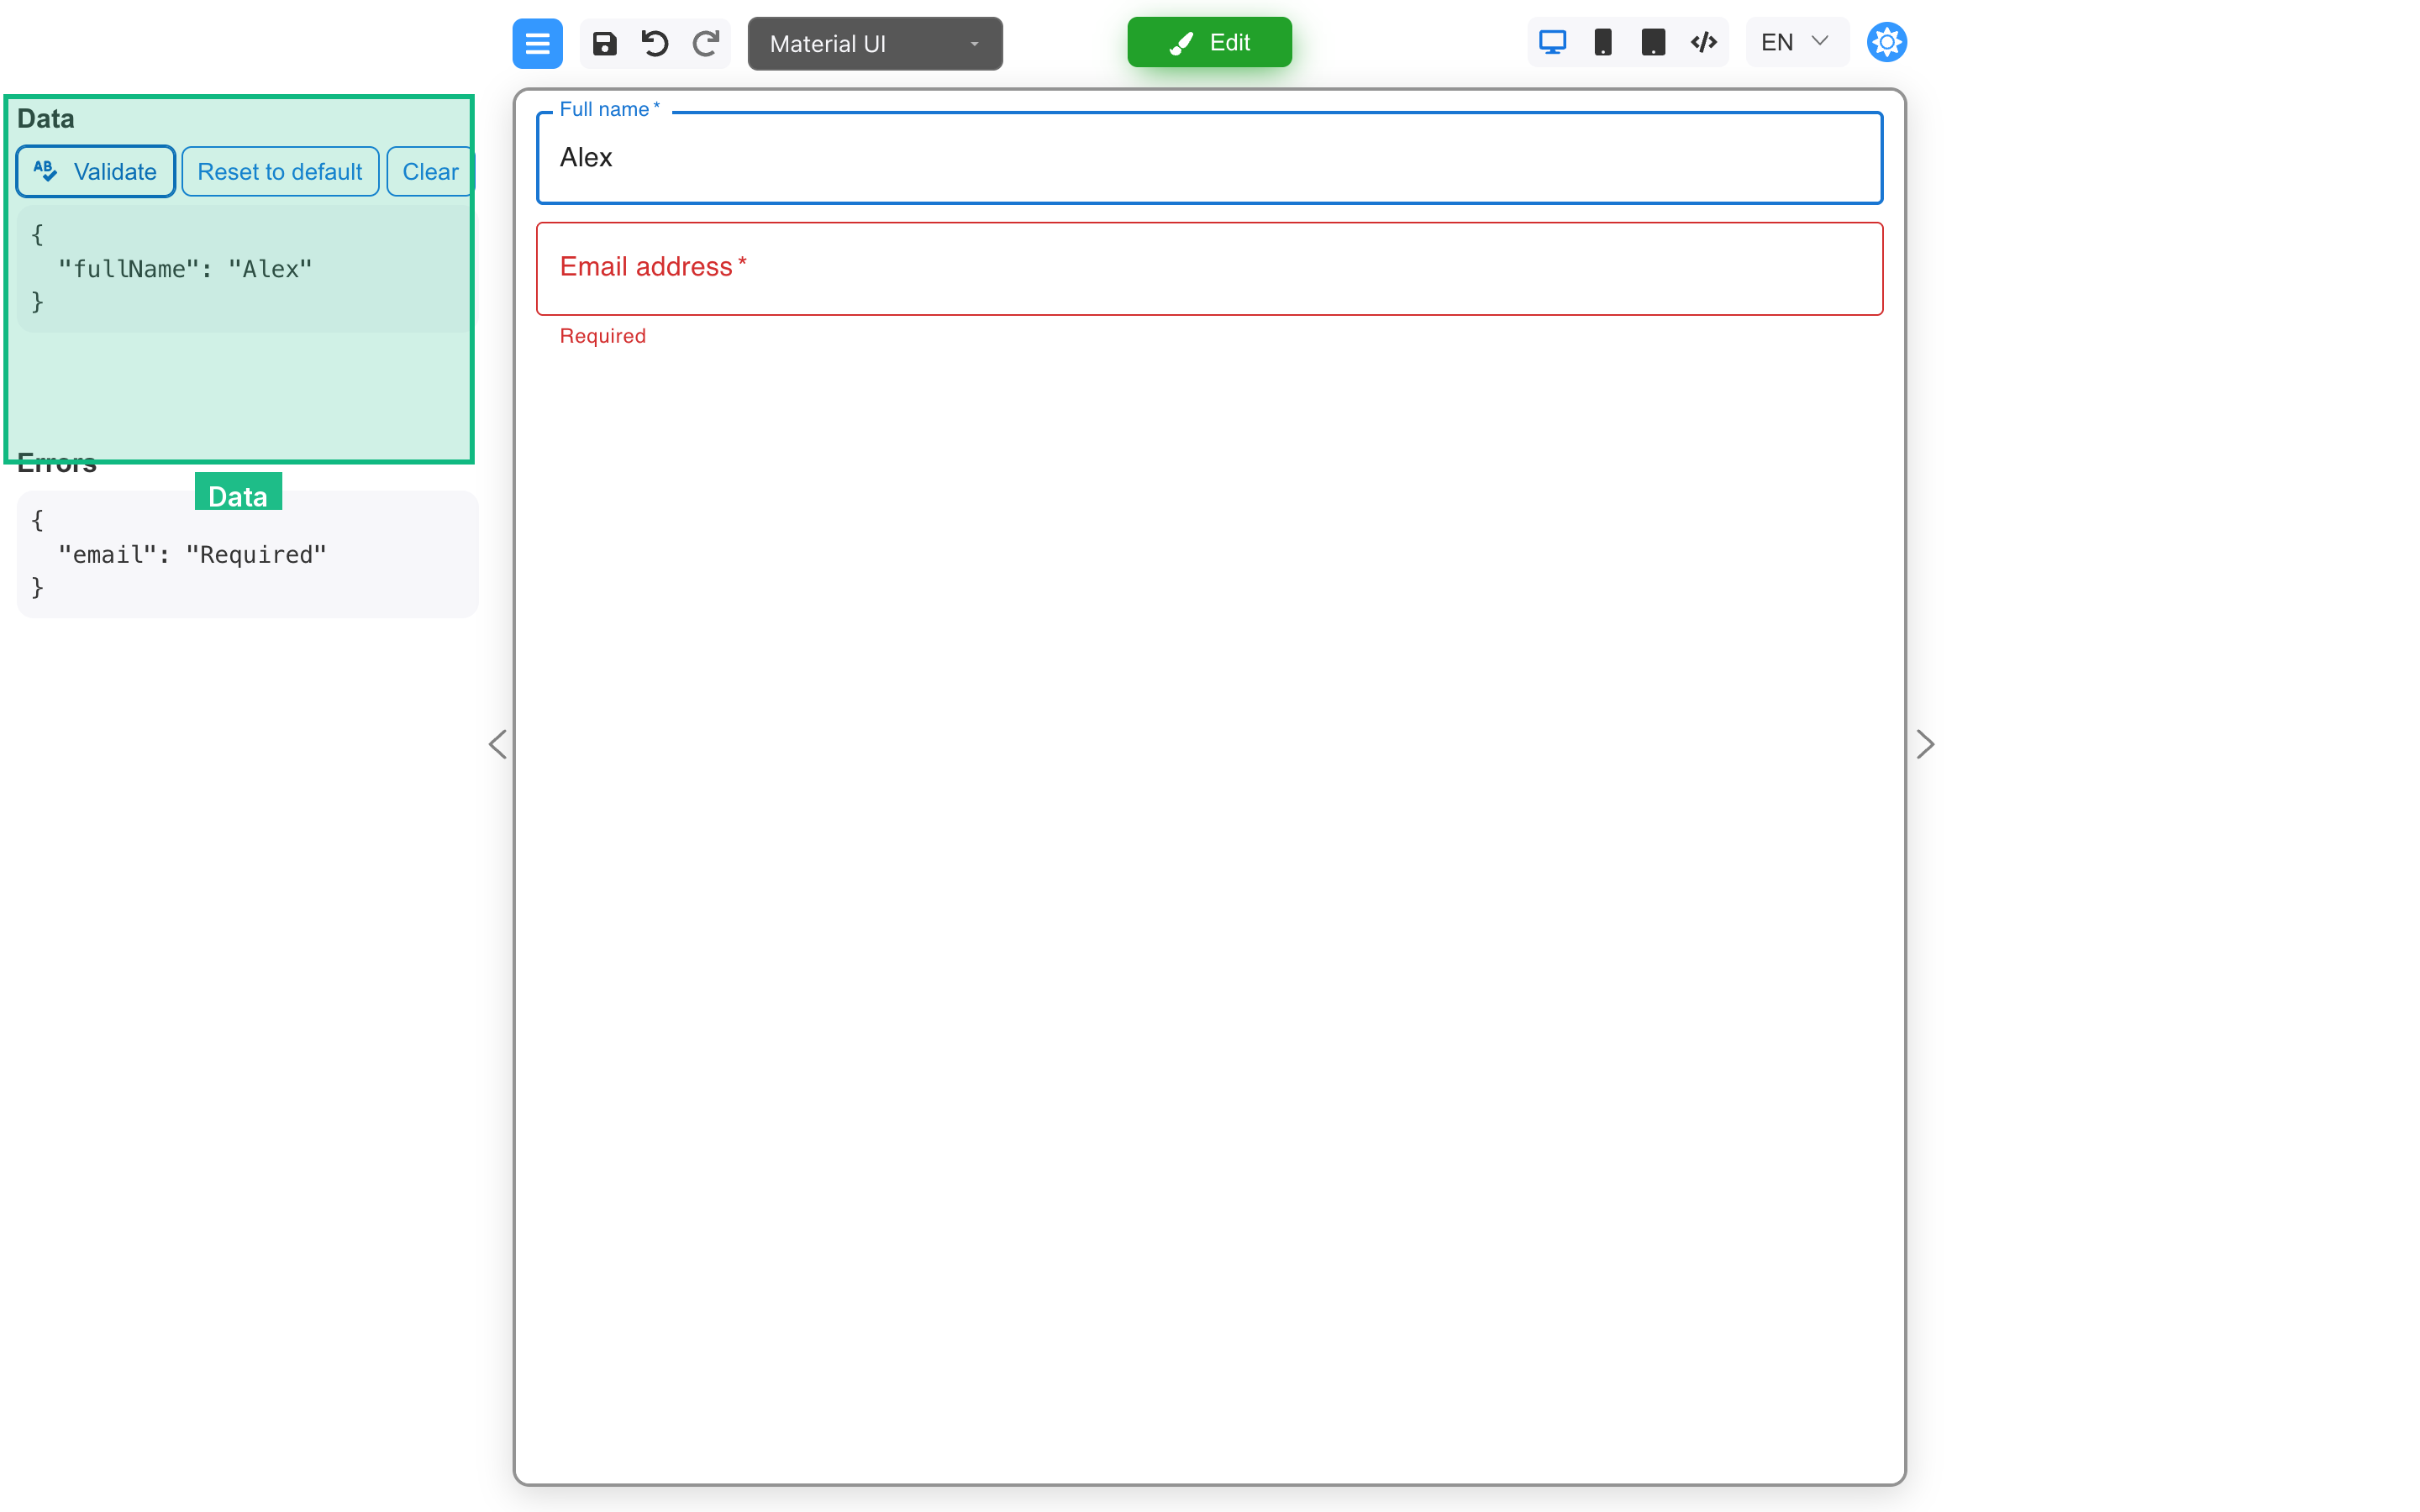 Material UI
Edit
EN
Data
AB Validate
Reset to default
Clear
{
"fullName": "Alex"
}
Errors
Data
{
"email": "Required"
}
Full name *
Alex
Email address *
Required